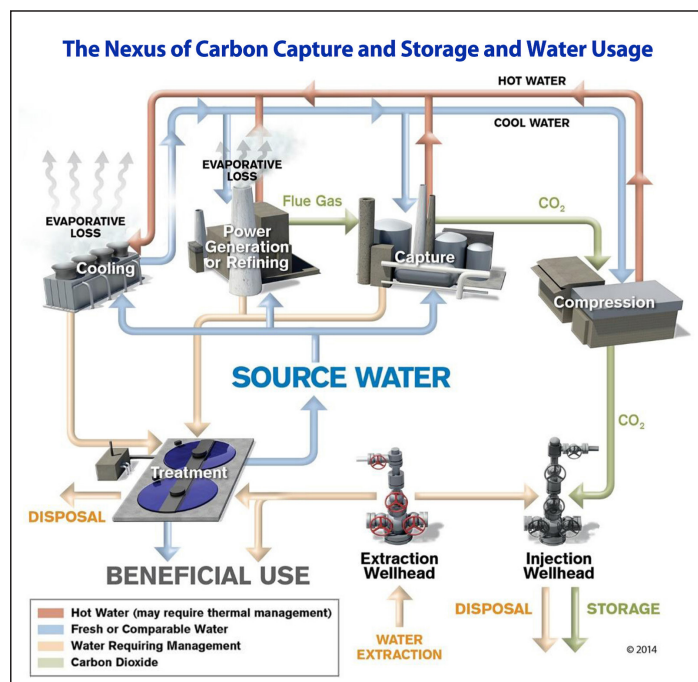 The Nexus of Carbon Capture and Storage and Water Usage
HOT WATER
COOL WATER
EVAPORATIVE
LOSS
EVAPORATIVE
LOSS
Flue Gas
CO₂
Cooling
Power
Generation
or Refining
Capture
Compression
SOURCE WATER
CO₂
Treatment
DISPOSAL
BENEFICIAL USE
Extraction
Wellhead
Injection
Wellhead
DISPOSAL
STORAGE
WATER
EXTRACTION
Hot Water (may require thermal management)
Fresh or Comparable Water
Water Requiring Management
Carbon Dioxide
© 2014